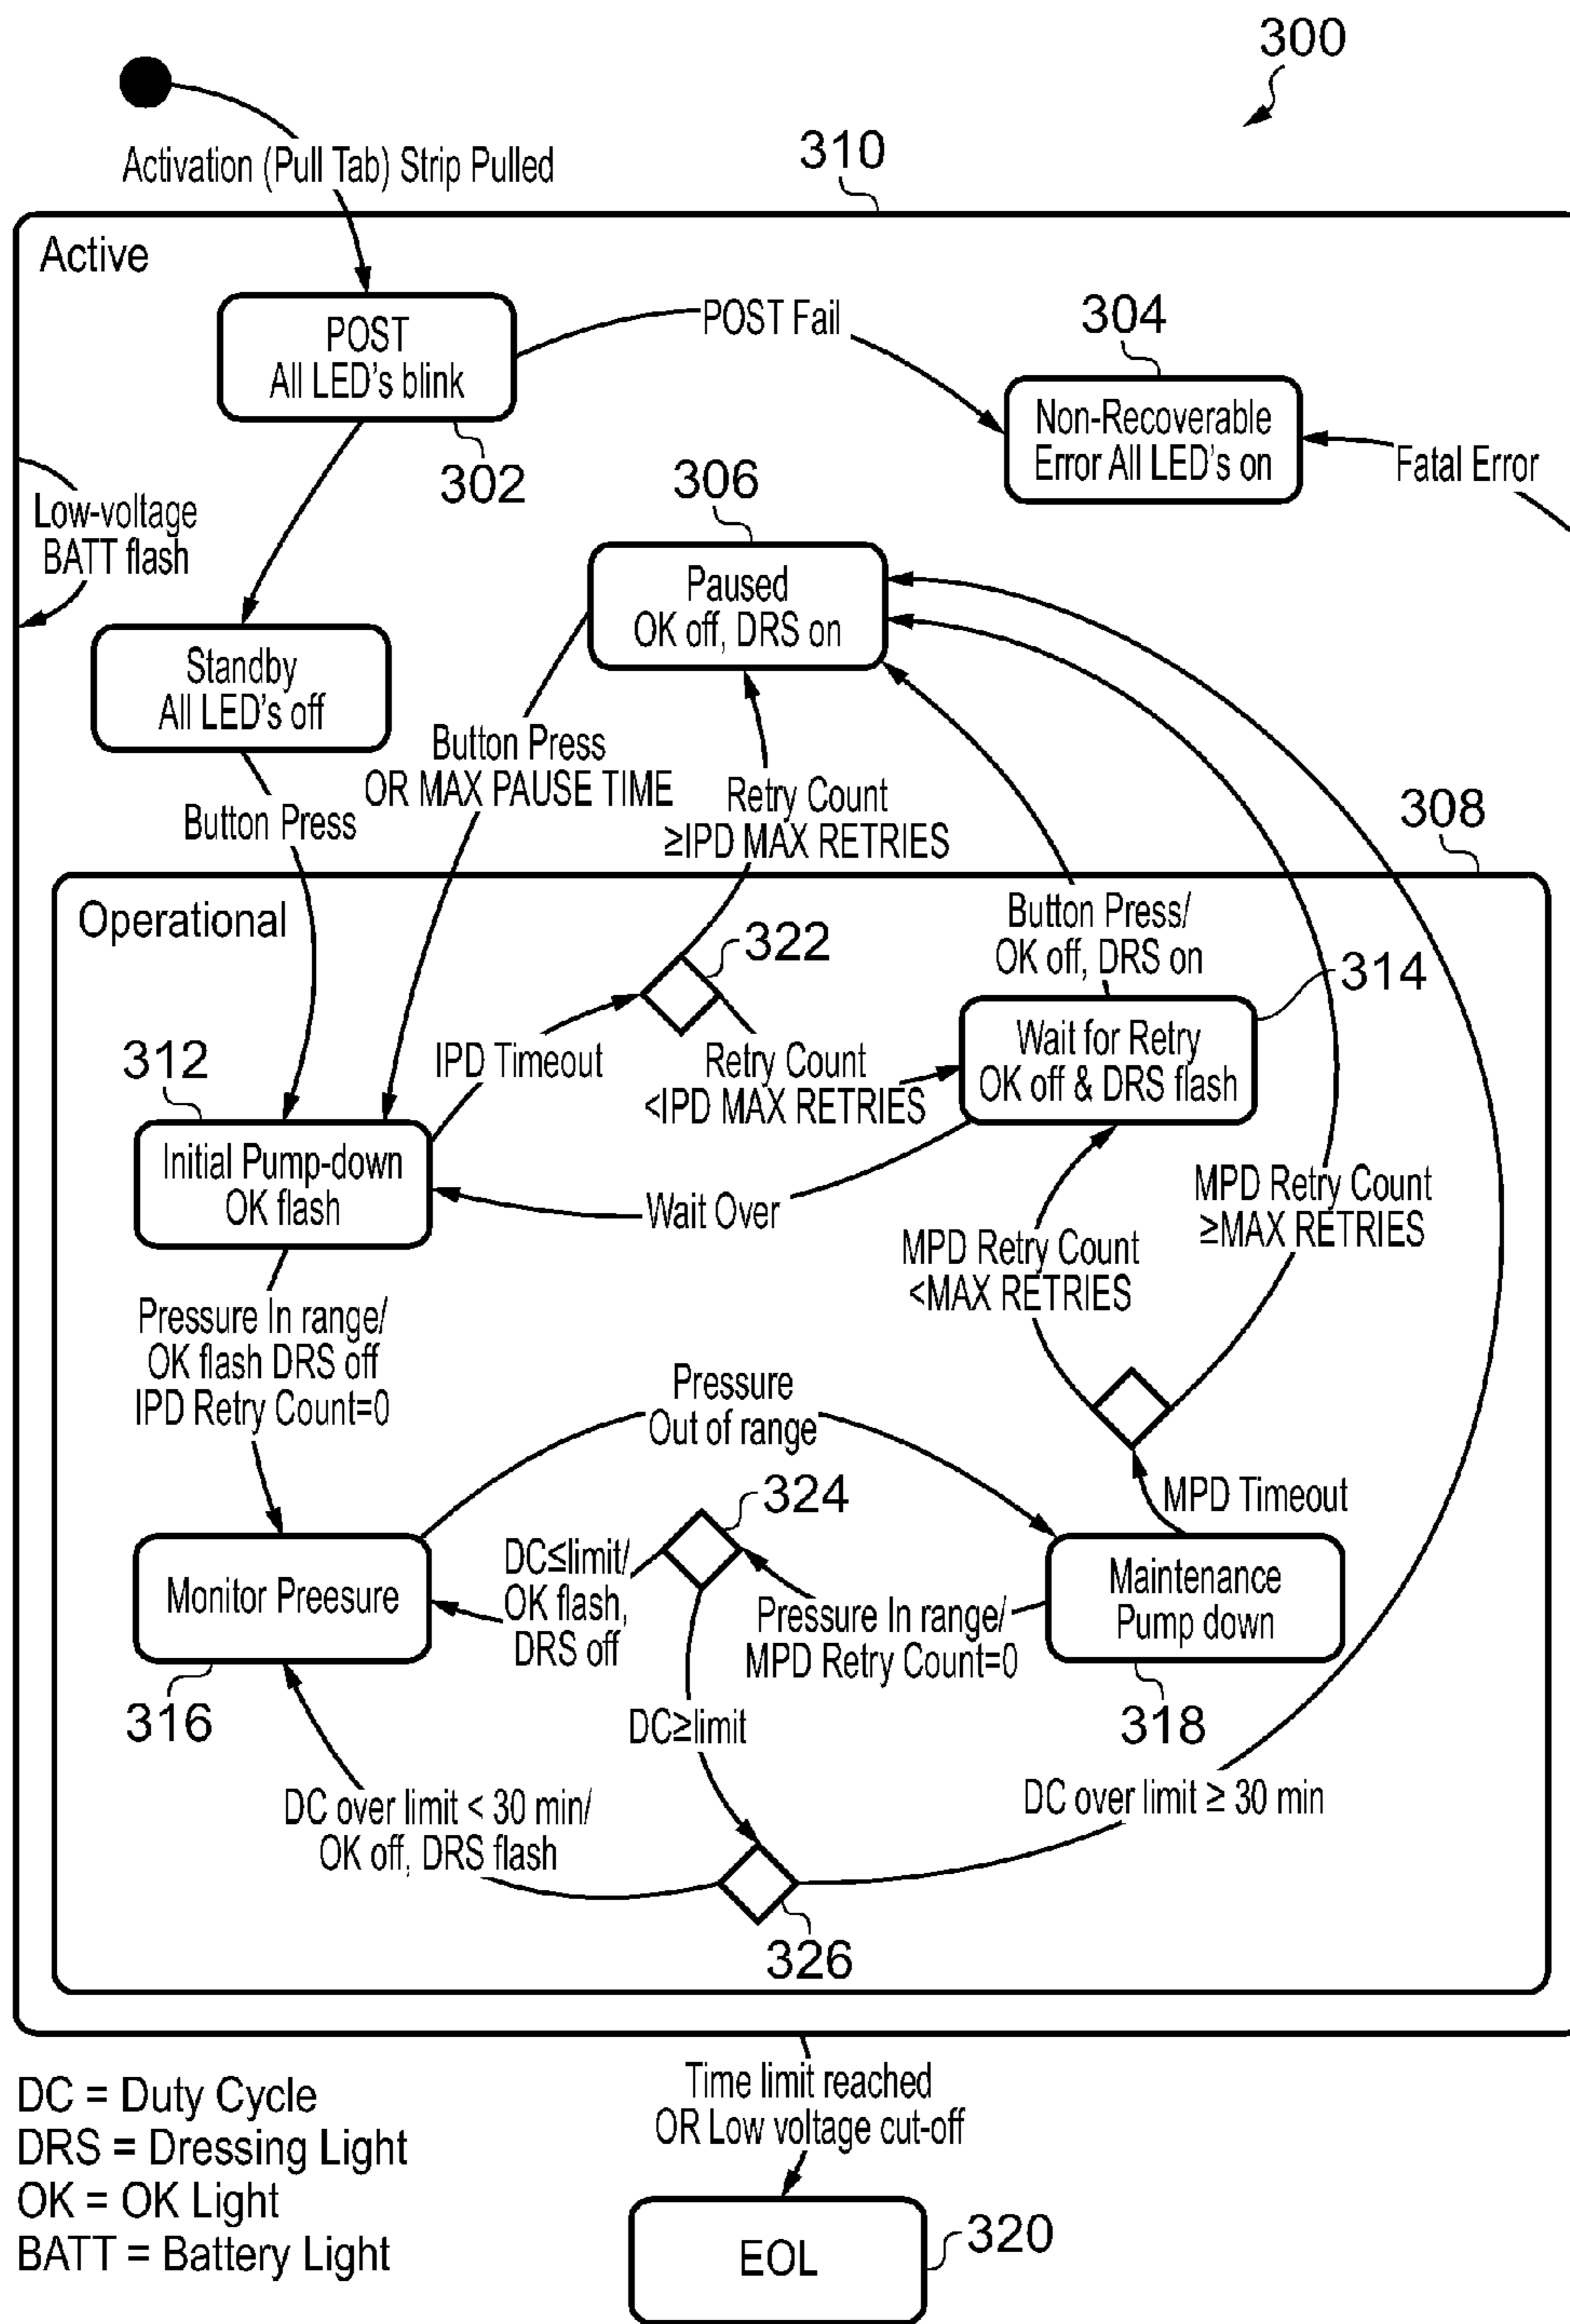 300
Activation (Pull Tab) Strip Pulled
310
Active
POST
All LED's blink
302
POST Fail
304
Non-Recoverable
Error All LED's on
Fatal Error
Low-voltage
BATT flash
306
Paused
OK off, DRS on
Standby
All LED's off
Button Press
Button Press
OR MAX PAUSE TIME
Retry Count
≥IPD MAX RETRIES
308
Operational
322
Button Press/
OK off, DRS on
314
312
IPD Timeout
Retry Count
<IPD MAX RETRIES
Wait for Retry
OK off & DRS flash
Initial Pump-down
OK flash
Wait Over
MPD Retry Count
<MAX RETRIES
MPD Retry Count
≥MAX RETRIES
Pressure In range/
OK flash DRS off
IPD Retry Count=0
Pressure
Out of range
324
MPD Timeout
Monitor Preesure
316
DC≤limit/
OK flash,
DRS off
Pressure In range/
MPD Retry Count=0
Maintenance
Pump down
318
DC≥limit
DC over limit < 30 min/
OK off, DRS flash
DC over limit ≥ 30 min
326
DC = Duty Cycle
DRS = Dressing Light
OK = OK Light
BATT = Battery Light
Time limit reached
OR Low voltage cut-off
EOL
320